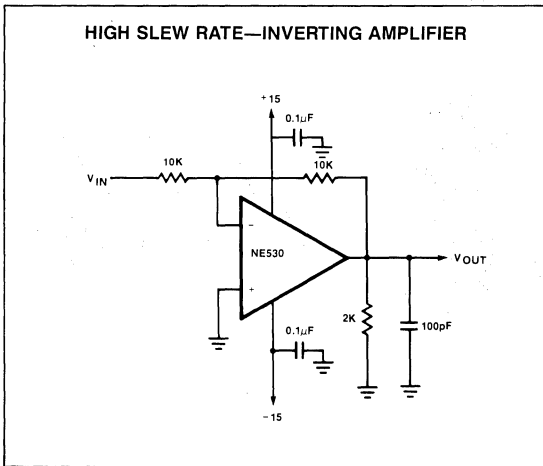 HIGH SLEW RATE—INVERTING AMPLIFIER
+15
0.1μF
10K
10K
VIN
−
NE530
+
VOUT
0.1μF
2K
100pF
−15